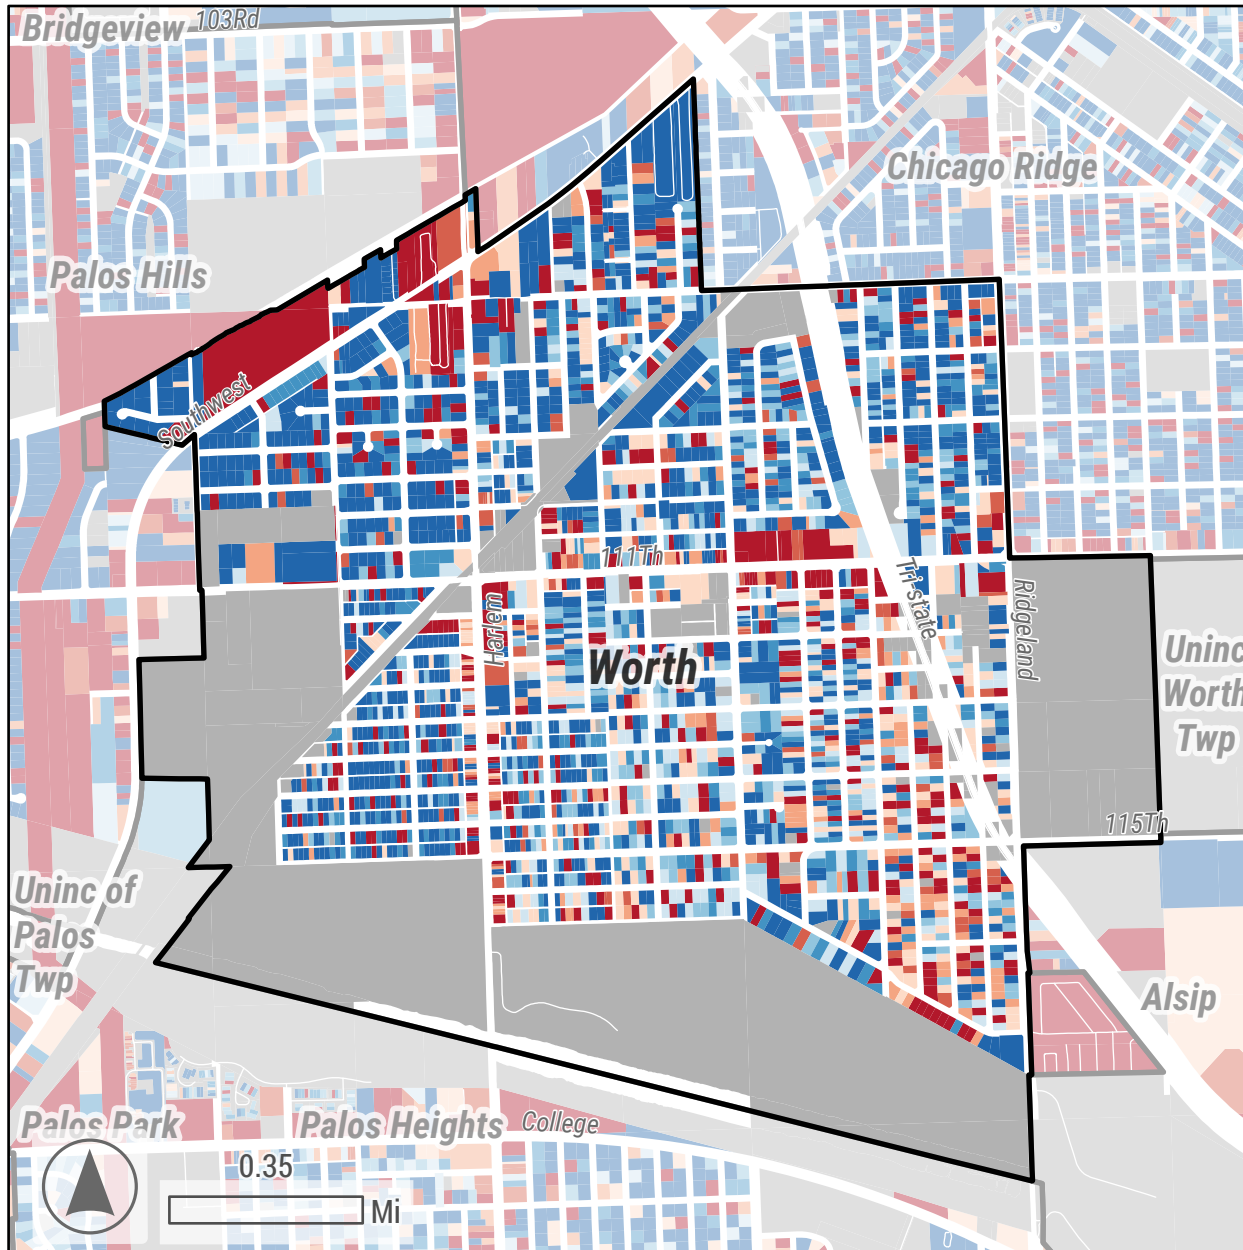 Bridgeview
103Rd
Chicago Ridge
Palos Hills
Southwest
111Th
Tri-state
Harlem
Ridgeland
Worth
Uninc
Worth
Twp
115Th
Uninc of
Palos
Twp
Alsip
Palos Park
Palos Heights
College
0.35
Mi